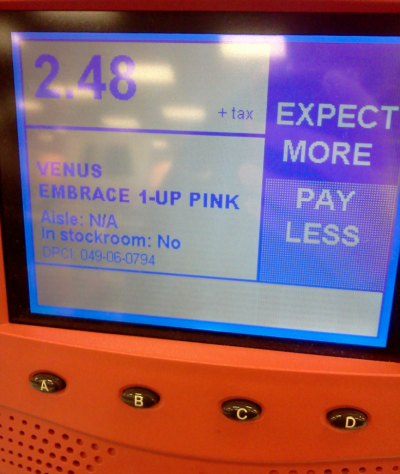 2.48
+ tax
VENUS
EMBRACE 1-UP PINK
Aisle: N/A
In stockroom: No
DPCI: 049-06-0794
EXPECT
MORE
PAY
LESS
A
B
C
D